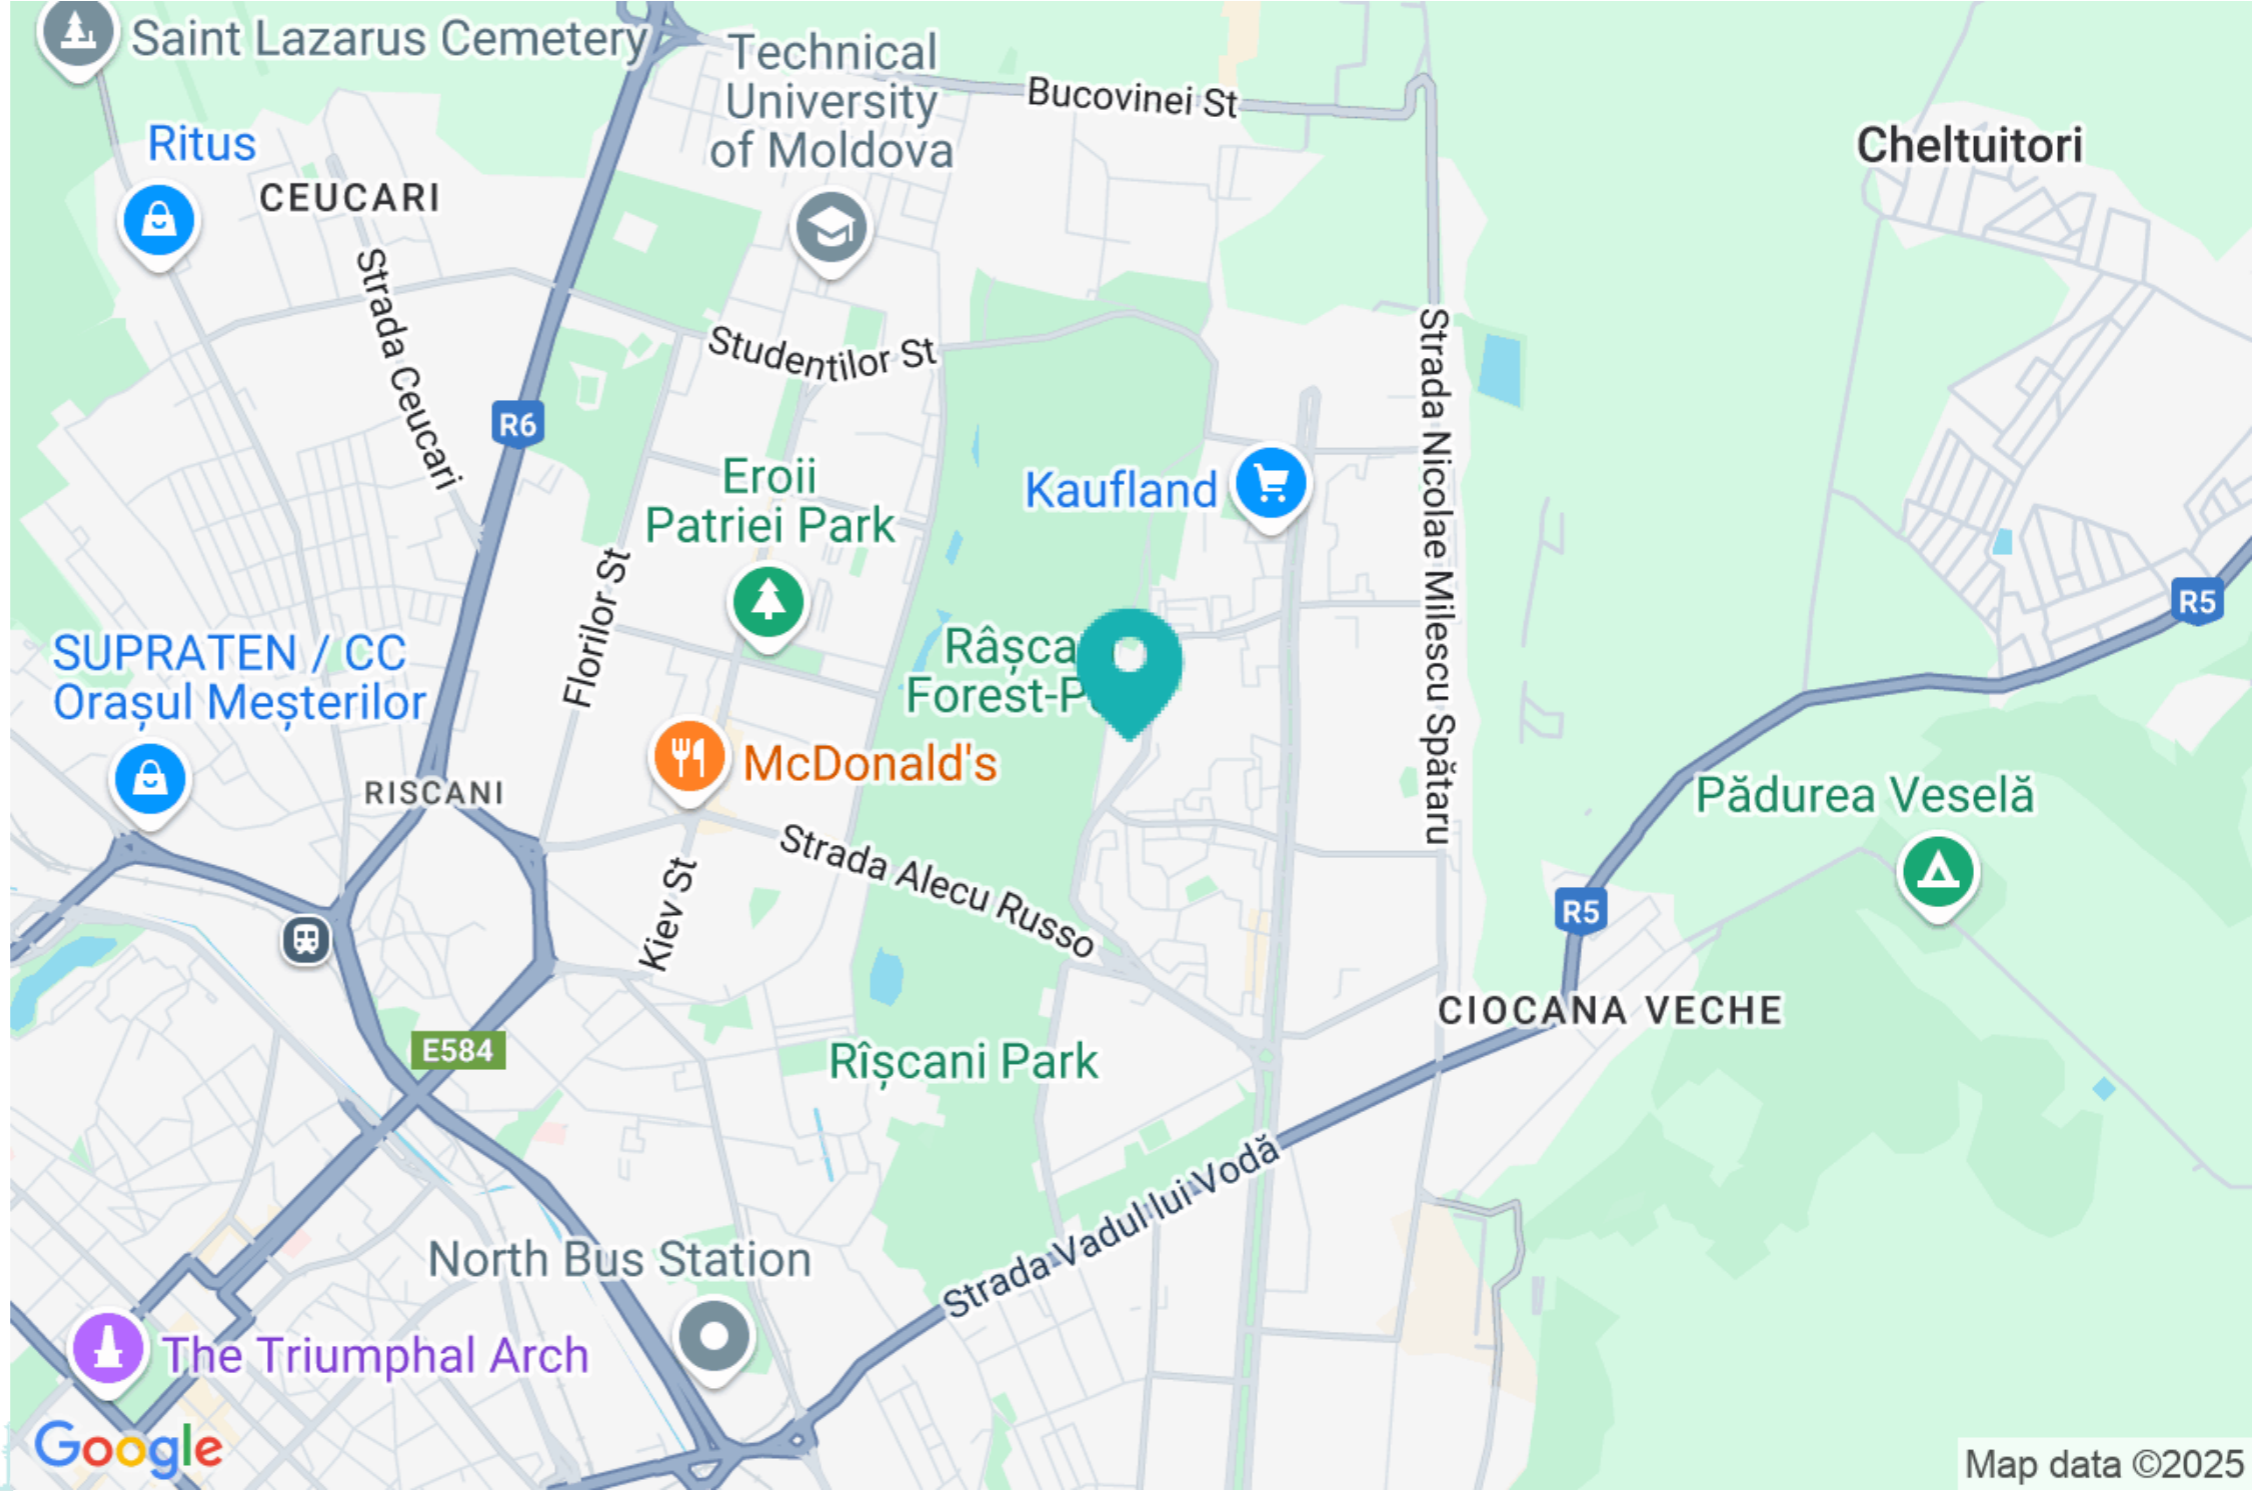 Saint Lazarus Cemetery
Technical
University
of Moldova
Bucovinei St
Cheltuitori
Ritus
CEUCARI
Strada Ceucari
Studentilor St
Strada Nicolae Milescu Spătaru
R6
Eroii
Patriei Park
Kaufland
Florilor St
R5
SUPRATEN / CC
Orașul Meșterilor
Râșca
Forest-P
McDonald's
RISCANI
Pădurea Veselă
Strada Alecu Russo
Kiev St
R5
CIOCANA VECHE
E584
Rîșcani Park
Strada Vadul lui Vodă
North Bus Station
The Triumphal Arch
Google
Map data ©2025